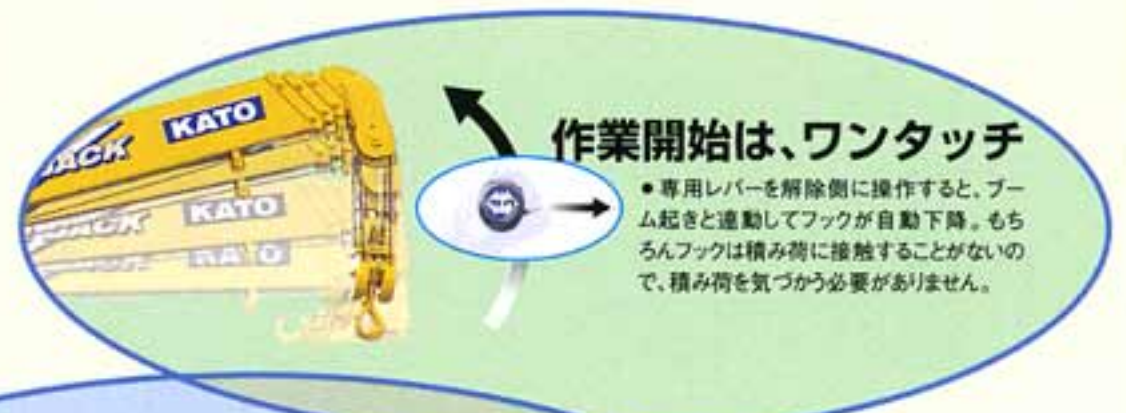 KATO
JACK
KATO
JACK
作業開始は、ワンタッチ
●専用レバーを解除側に操作すると、ブー
ム起きと連動してフックが自動下降。もち
ろんフックは積み荷に接触することがないの
で、積み荷を気づかう必要がありません。